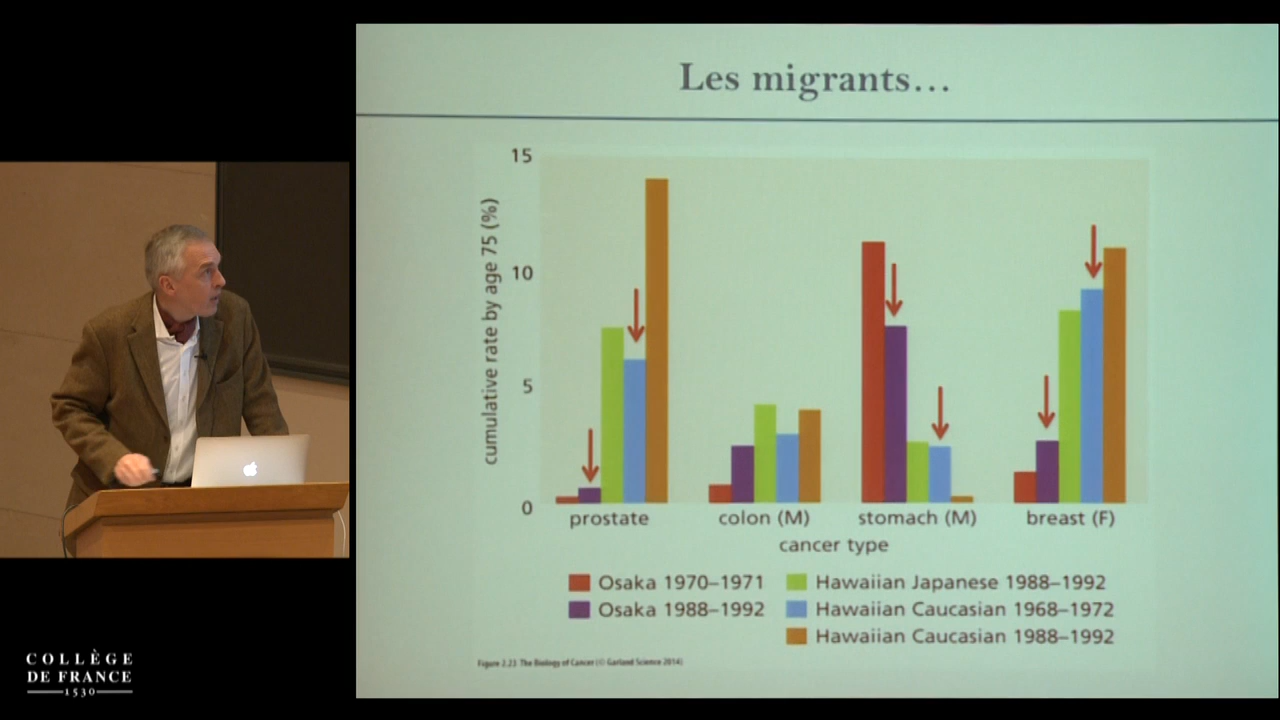 Les migrants...
15
10
5
0
cumulative rate by age 75 (%)
prostate
colon (M)
stomach (M)
breast (F)
cancer type
Osaka 1970–1971
Osaka 1988–1992
Hawaiian Japanese 1988–1992
Hawaiian Caucasian 1968–1972
Hawaiian Caucasian 1988–1992
Figure 2.23 The Biology of Cancer (© Garland Science 2014)
COLLÈGE
DE FRANCE
1530